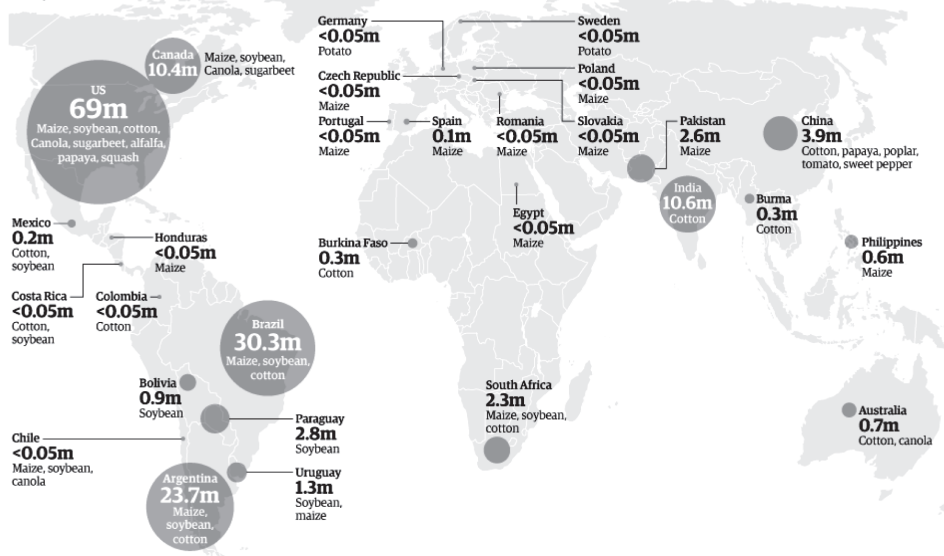 Germany
<0.05m
Potato
Sweden
<0.05m
Potato
Canada
10.4m
Maize, soybean,
Canola, sugarbeet
Czech Republic
<0.05m
Maize
Poland
<0.05m
Maize
US
69m
Maize, soybean, cotton,
Canola, sugarbeet, alfalfa,
papaya, squash
Portugal
<0.05m
Maize
Spain
0.1m
Maize
Romania
<0.05m
Maize
Slovakia
<0.05m
Maize
Pakistan
2.6m
Maize
China
3.9m
Cotton, papaya, poplar,
tomato, sweet pepper
India
10.6m
Cotton
Burma
0.3m
Cotton
Mexico
0.2m
Cotton,
soybean
Honduras
<0.05m
Maize
Egypt
<0.05m
Maize
Burkina Faso
0.3m
Cotton
Philippines
0.6m
Maize
Costa Rica
<0.05m
Cotton,
soybean
Colombia
<0.05m
Cotton
Brazil
30.3m
Maize, soybean,
cotton
Bolivia
0.9m
Soybean
South Africa
2.3m
Maize, soybean,
cotton
Australia
0.7m
Cotton, canola
Paraguay
2.8m
Soybean
Chile
<0.05m
Maize, soybean,
canola
Uruguay
1.3m
Soybean,
maize
Argentina
23.7m
Maize,
soybean,
cotton